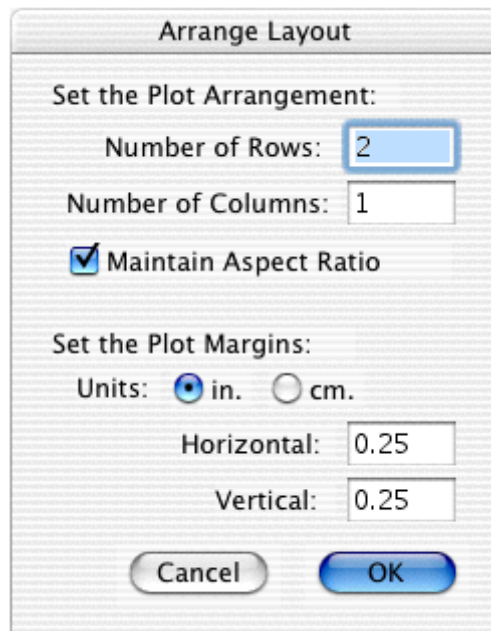 Arrange Layout
Set the Plot Arrangement:
Number of Rows: 2
Number of Columns: 1
Maintain Aspect Ratio
Set the Plot Margins:
Units: in. cm.
Horizontal: 0.25
Vertical: 0.25
Cancel OK